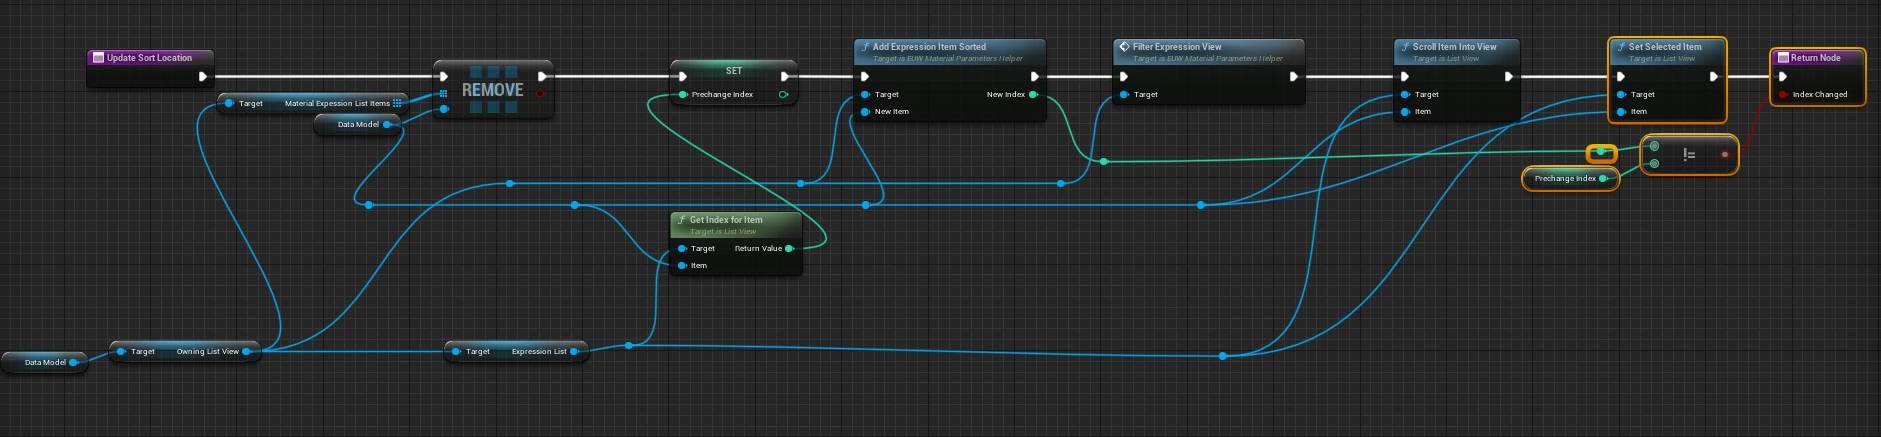 Update Sort Location
Target
Material Expession List Items
Data Model
REMOVE
SET
Prechange Index
Add Expression Item Sorted
Target is EUW Material Parameters Helper
Target
New Index
New Item
Filter Expression View
Target is EUW Material Parameters Helper
Target
Scroll Item Into View
Target is List View
Target
Item
Set Selected Item
Target is List View
Target
Item
Return Node
Index Changed
!=
Prechange Index
Get Index for Item
Target is List View
Target
Return Value
Item
Data Model
Target
Owning List View
Target
Expression List